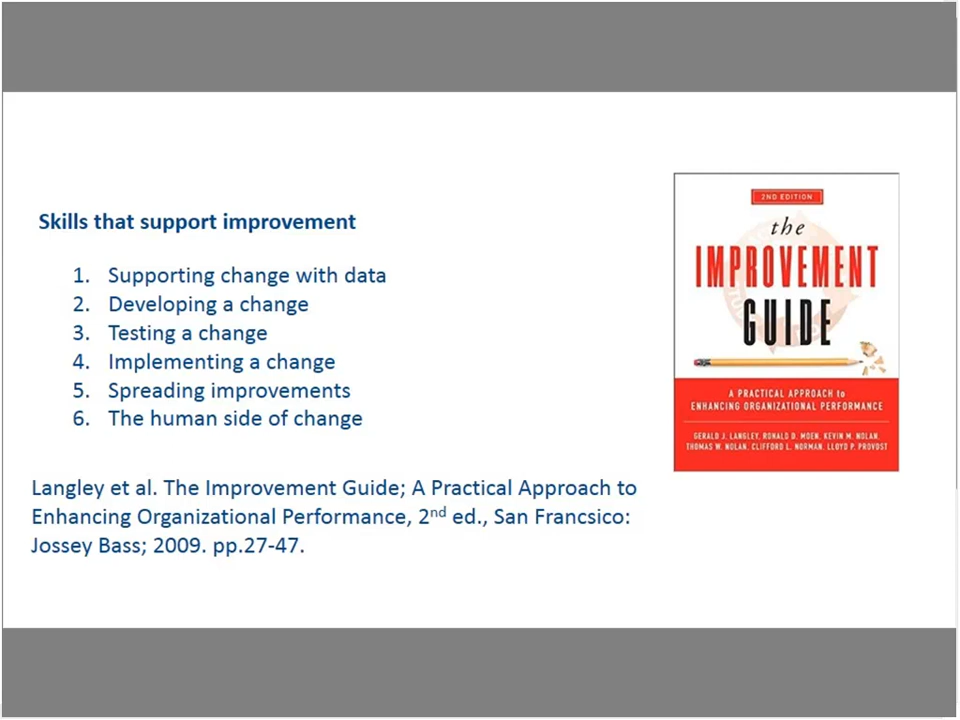 Skills that support improvement
1. Supporting change with data
2. Developing a change
3. Testing a change
4. Implementing a change
5. Spreading improvements
6. The human side of change
Langley et al. The Improvement Guide; A Practical Approach to
Enhancing Organizational Performance, 2nd ed., San Francsico:
Jossey Bass; 2009. pp.27-47.
2ND EDITION
the
IMPROVEMENT
GUIDE
A PRACTICAL APPROACH to
ENHANCING ORGANIZATIONAL PERFORMANCE
GERALD J. LANGLEY, RONALD D. MOEN, KEVIN M. NOLAN,
THOMAS W. NOLAN, CLIFFORD L. NORMAN, LLOYD P. PROVOST